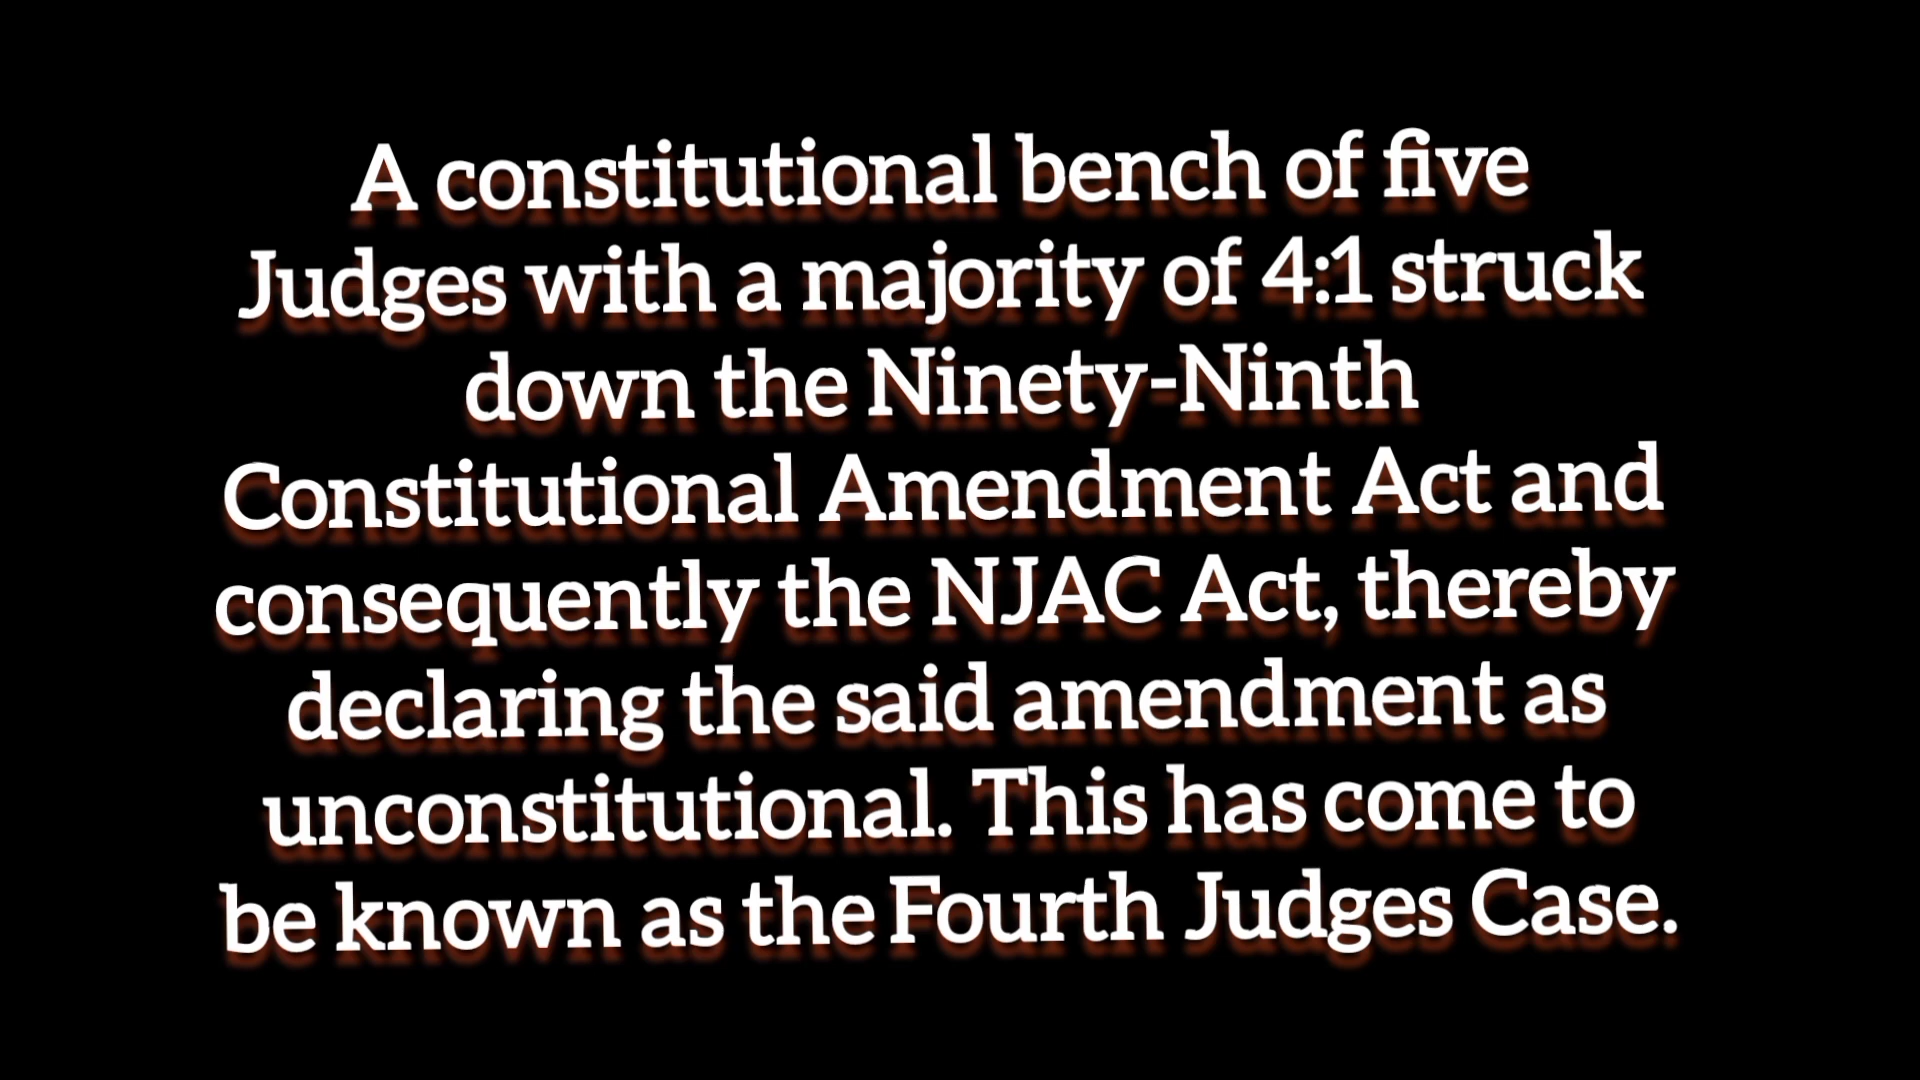 A constitutional bench of five
Judges with a majority of 4:1 struck
down the Ninety-Ninth
Constitutional Amendment Act and
consequently the NJAC Act, thereby
declaring the said amendment as
unconstitutional. This has come to
be known as the Fourth Judges Case.